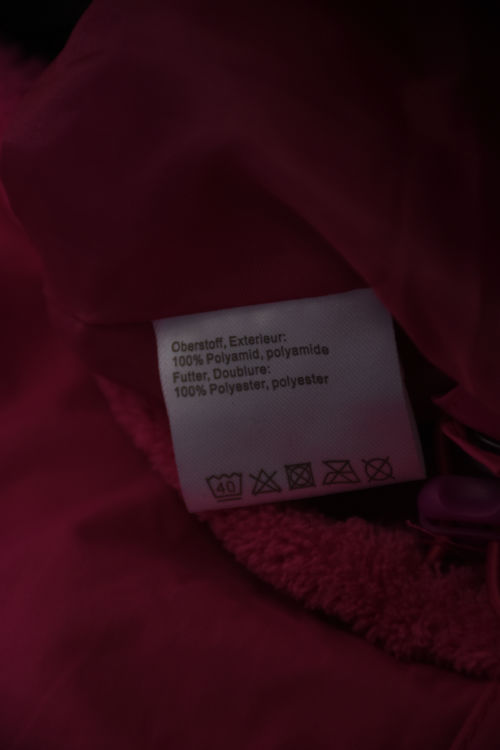 Oberstoff, Exterieur:
100% Polyamid, polyamide
Futter, Doublure:
100% Polyester, polyester
40